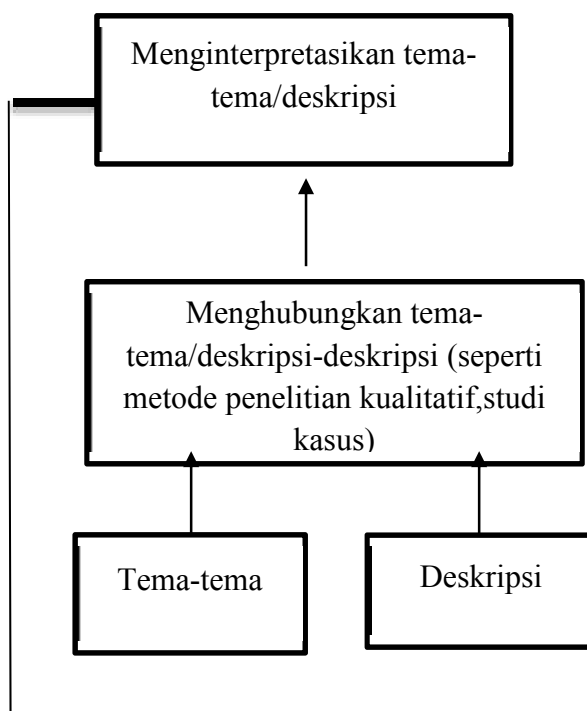 Menginterpretasikan tema-
tema/deskripsi
Menghubungkan tema-
tema/deskripsi-deskripsi (seperti
metode penelitian kualitatif,studi
kasus)
Tema-tema
Deskripsi